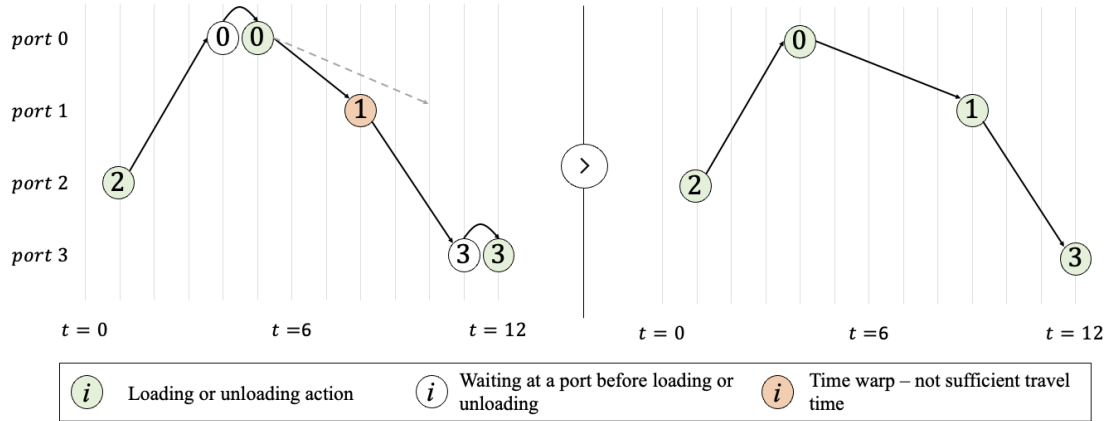 port 0
0 0
0
port 1
1
1
port 2
2
2
port 3
3 3
3
>
t = 0
t =6
t = 12
t = 0
t =6
t = 12
i Loading or unloading action
i Waiting at a port before loading or
unloading
i Time warp – not sufficient travel
time